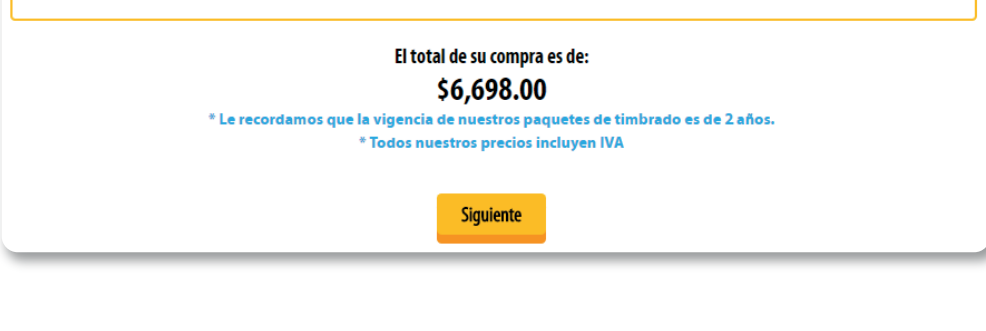 El total de su compra es de:
$6,698.00
* Le recordamos que la vigencia de nuestros paquetes de timbrado es de 2 años.
* Todos nuestros precios incluyen IVA
Siguiente